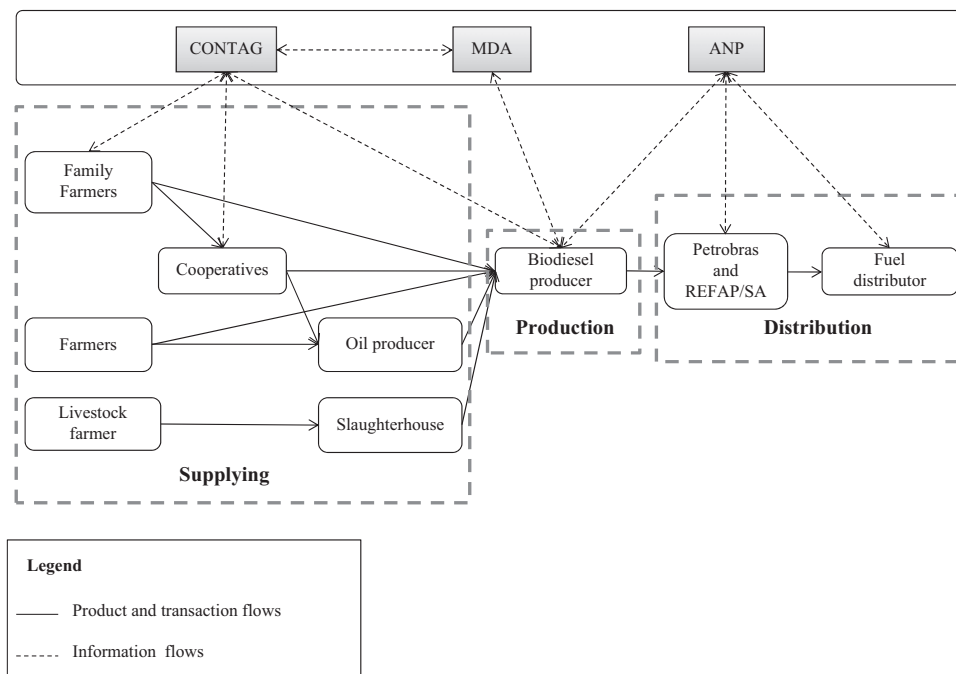 CONTAG
MDA
ANP
Family
Farmers
Cooperatives
Farmers
Oil producer
Livestock
farmer
Slaughterhouse
Supplying
Biodiesel
producer
Production
Petrobras
and
REFAP/SA
Fuel
distributor
Distribution
Legend
Product and transaction flows
Information flows